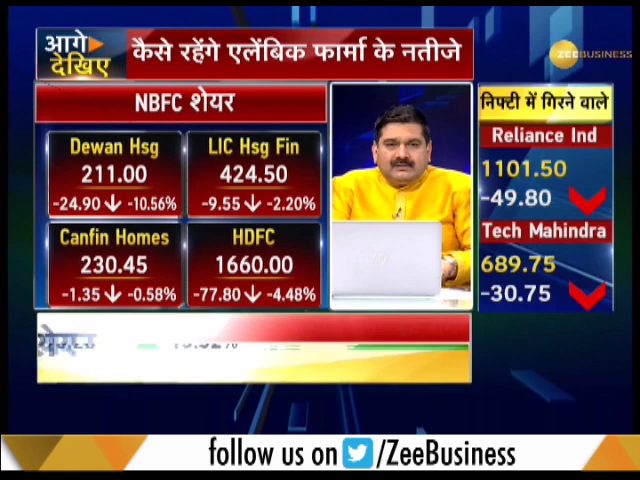 आगे
देखिए
कैसे रहेंगे एलेंबिक फार्मा के नतीजे
ZEEBUSINESS
NBFC शेयर
Dewan Hsg
211.00
-24.90 ↓ -10.56%
LIC Hsg Fin
424.50
-9.55 ↓ -2.20%
Canfin Homes
230.45
-1.35 ↓ -0.58%
HDFC
1660.00
-77.80 ↓ -4.48%
निफ्टी में गिरने वाले
Reliance Ind
1101.50
-49.80
Tech Mahindra
689.75
-30.75
follow us on /ZeeBusiness